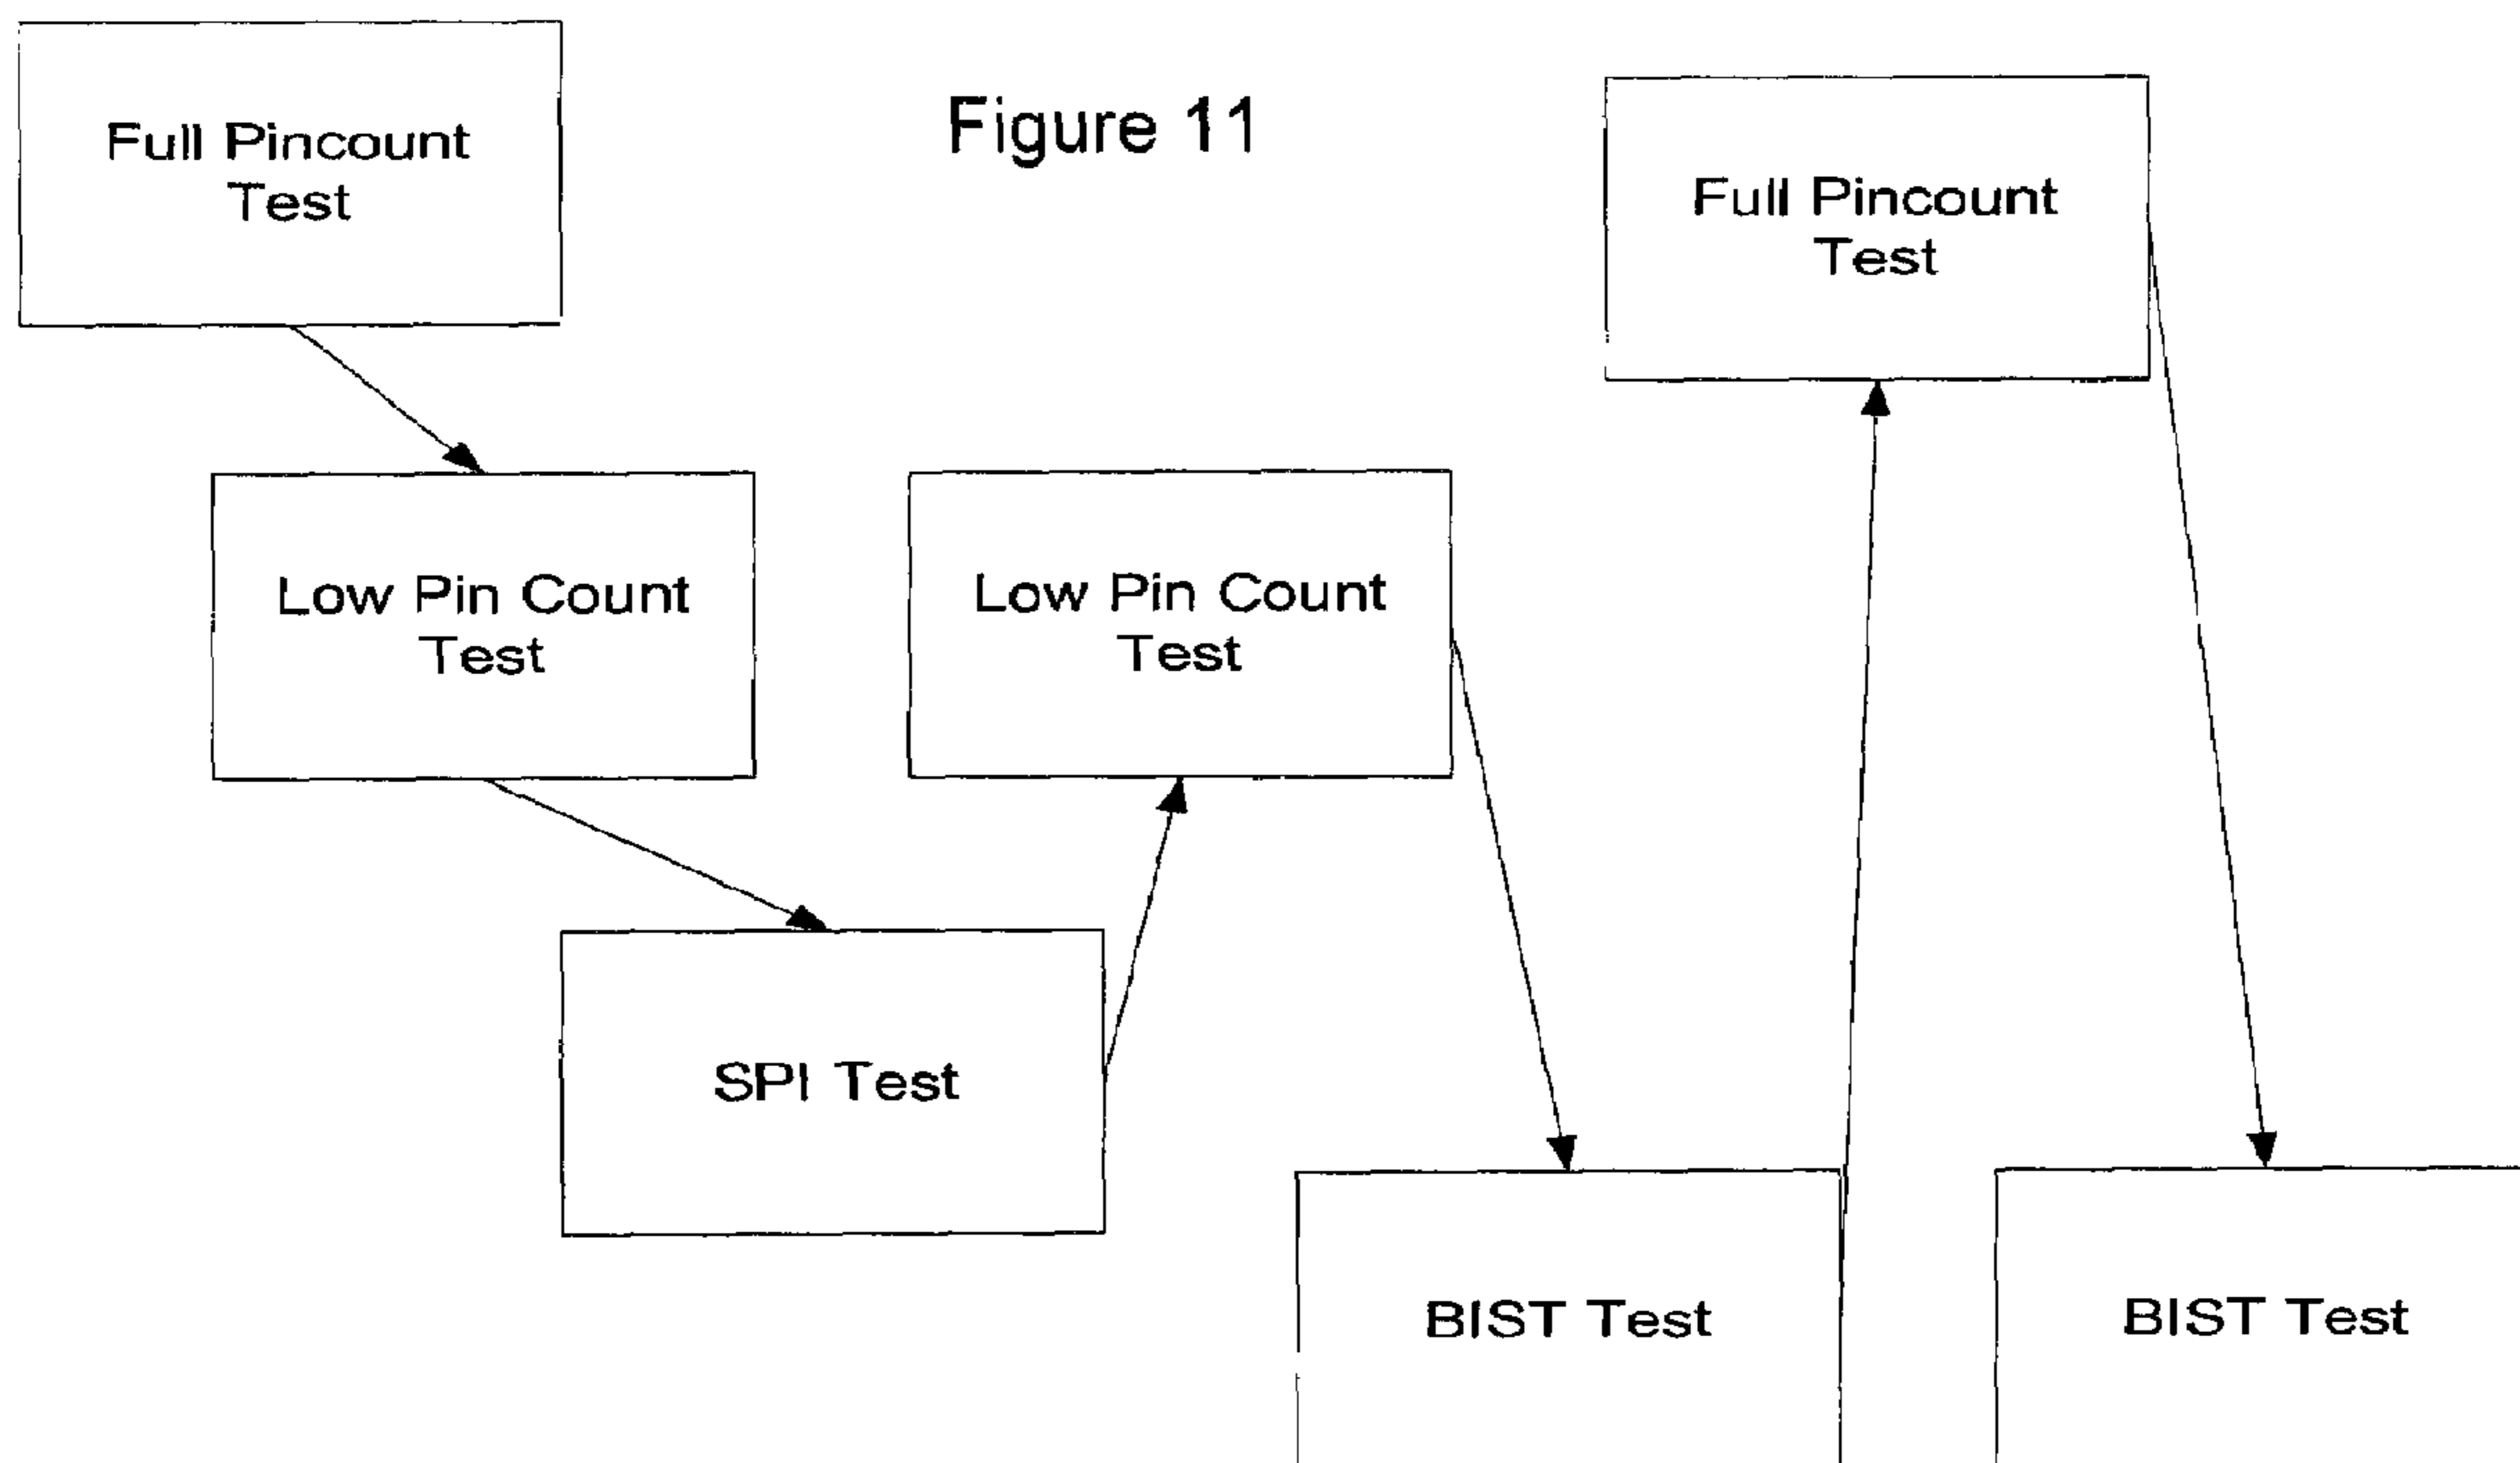 Figure 11
Full Pincount
Test
Low Pin Count
Test
SPI Test
Low Pin Count
Test
BIST Test
Full Pincount
Test
BIST Test